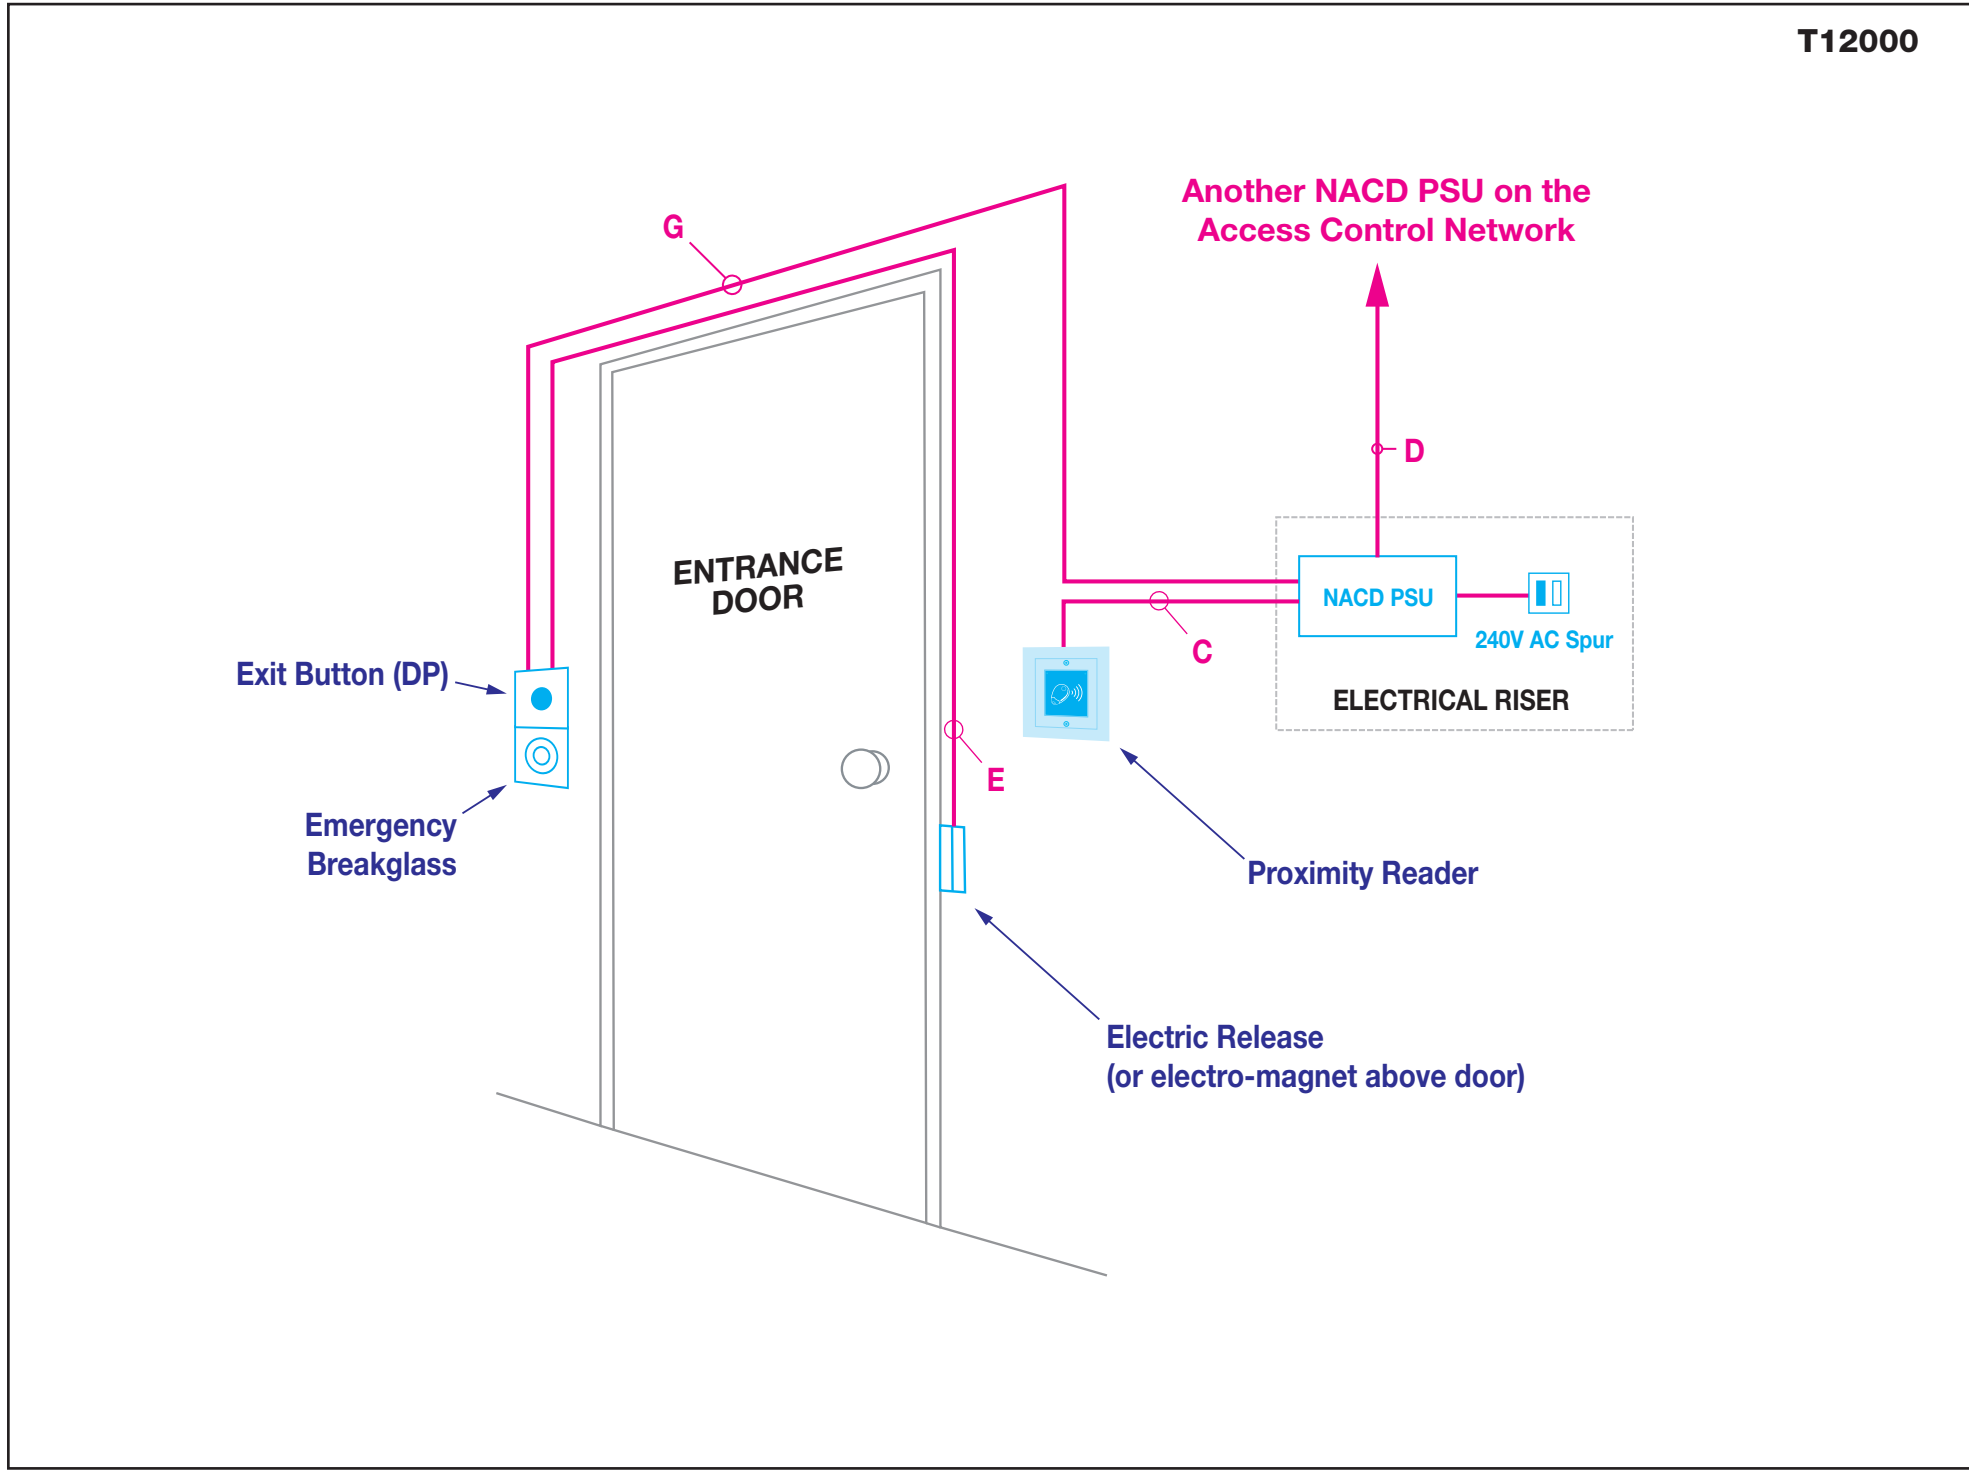 T12000
Another NACD PSU on the
Access Control Network
G
D
ENTRANCE
DOOR
NACD PSU
240V AC Spur
C
Exit Button (DP)
ELECTRICAL RISER
E
Emergency
Breakglass
Proximity Reader
Electric Release
(or electro-magnet above door)